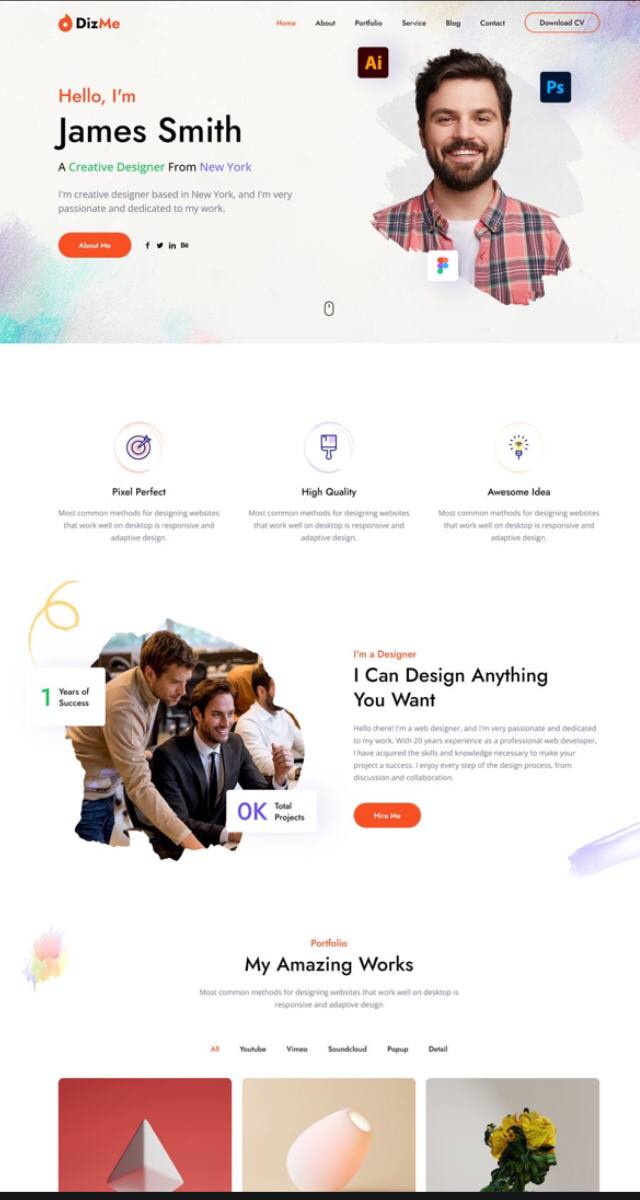 DizMe
Home About Portfolio Service Blog Contact Download CV
Ai
Ps
Hello, I'm
James Smith
A Creative Designer From New York
I'm creative designer based in New York, and I'm very
passionate and dedicated to my work.
About Me
Pixel Perfect
Most common methods for designing websites
that work well on desktop is responsive and
adaptive design.
High Quality
Most common methods for designing websites
that work well on desktop is responsive and
adaptive design.
Awesome Idea
Most common methods for designing websites
that work well on desktop is responsive and
adaptive design.
1 Years of
Success
0K Total
Projects
I'm a Designer
I Can Design Anything
You Want
Hello there! I'm a web designer, and I'm very passionate and dedicated
to my work. With 20 years experience as a professional web developer,
I have acquired the skills and knowledge necessary to make your
project a success. I enjoy every step of the design process, from
discussion and collaboration.
Hire Me
Portfolio
My Amazing Works
Most common methods for designing websites that work well on desktop is
responsive and adaptive design
All Youtube Vimeo Soundcloud Popup Detail